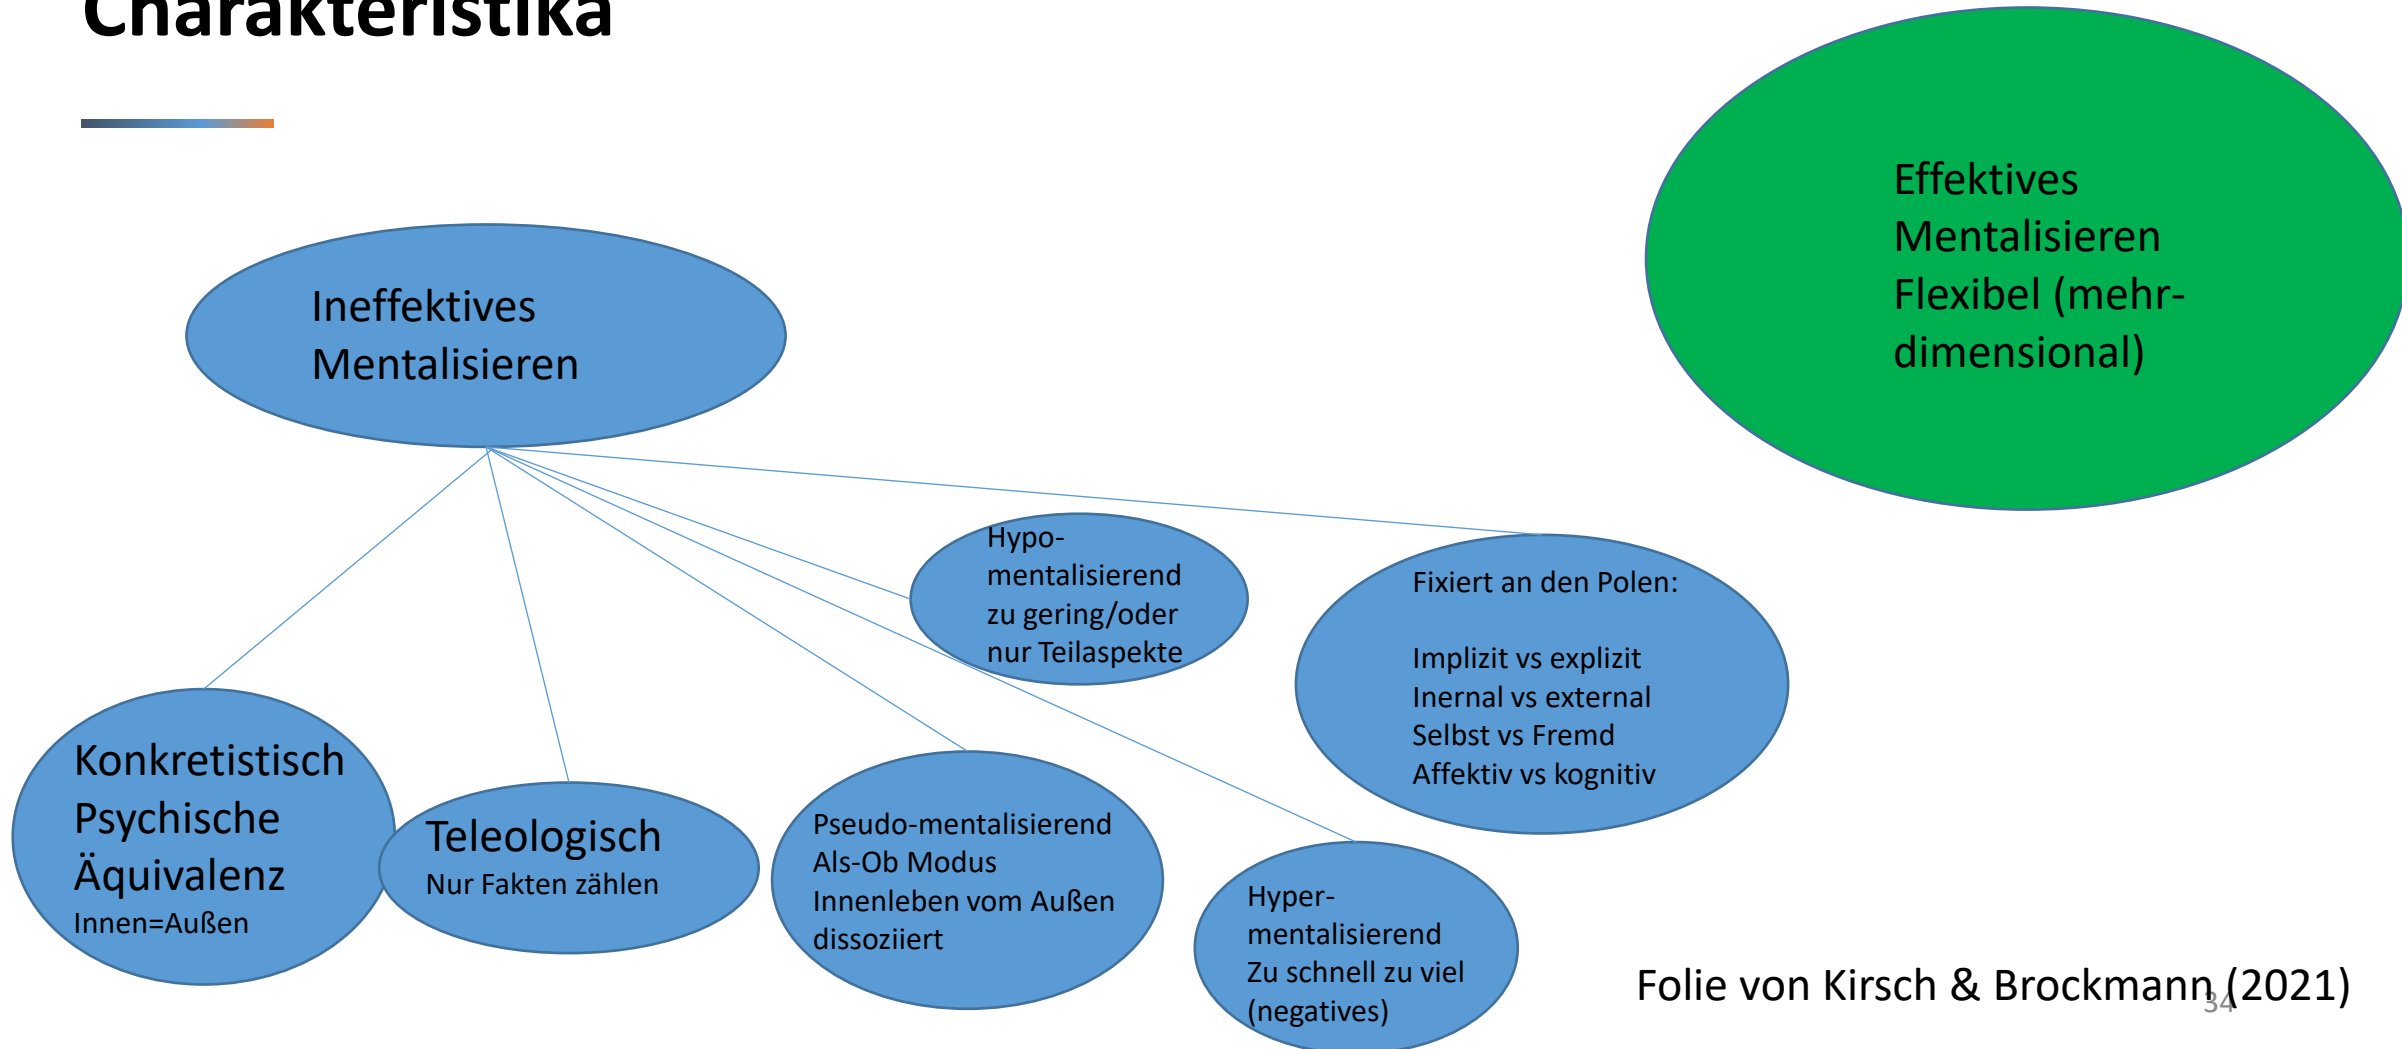 Charakteristika
Effektives
Mentalisieren
Flexibel (mehr-
dimensional)
Ineffektives
Mentalisieren
Hypo-
mentalisierend
zu gering/oder
nur Teilaspekte
Fixiert an den Polen:
Implizit vs explizit
Inernal vs external
Selbst vs Fremd
Affektiv vs kognitiv
Konkretistisch
Psychische
Äquivalenz
Innen=Außen
Teleologisch
Nur Fakten zählen
Pseudo-mentalisierend
Als-Ob Modus
Innenleben vom Außen
dissoziiert
Hyper-
mentalisierend
Zu schnell zu viel
(negatives)
Folie von Kirsch & Brockmann (2021)
34